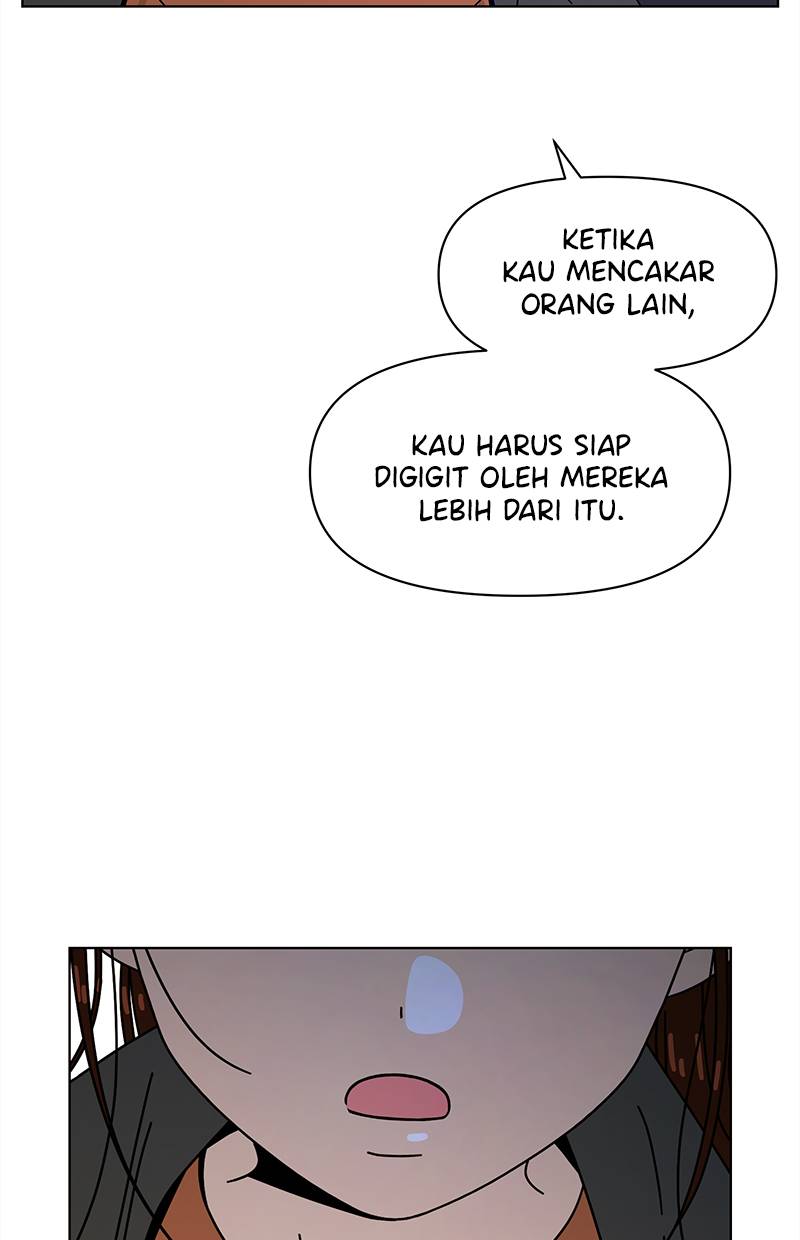 KETIKA
KAU MENCAKAR
ORANG LAIN,
KAU HARUS SIAP
DIGIGIT OLEH MEREKA
LEBIH DARI ITU.